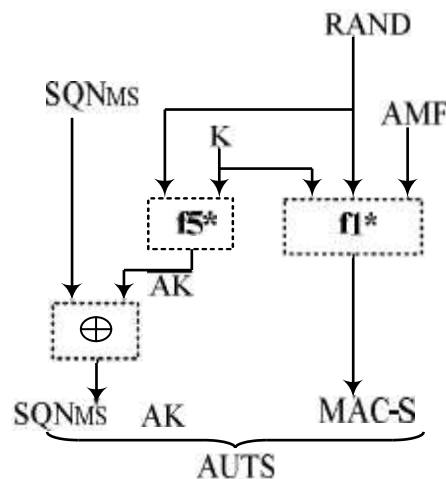 RAND
SQNMS
AMF
K
f5*
f1*
AK
SQNMS AK
MAC-S
AUTS